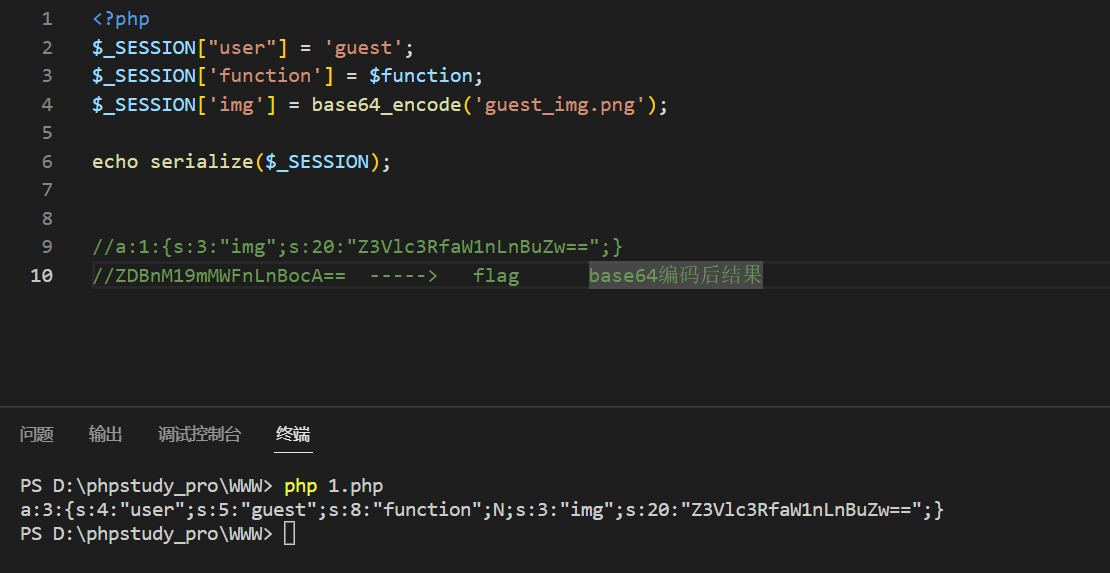 1 <?php
2 $_SESSION["user"] = 'guest';
3 $_SESSION['function'] = $function;
4 $_SESSION['img'] = base64_encode('guest_img.png');
5
6 echo serialize($_SESSION);
7
8
9 //a:1:{s:3:"img";s:20:"Z3Vlc3RfaW1nLnBuZw==";}
10 //ZDBnM19mMWFnLnBocA== -----> flag base64编码后结果
问题 输出 调试控制台 终端
PS D:\phpstudy_pro\WWW> php 1.php
a:3:{s:4:"user";s:5:"guest";s:8:"function";N;s:3:"img";s:20:"Z3Vlc3RfaW1nLnBuZw==";}
PS D:\phpstudy_pro\WWW>